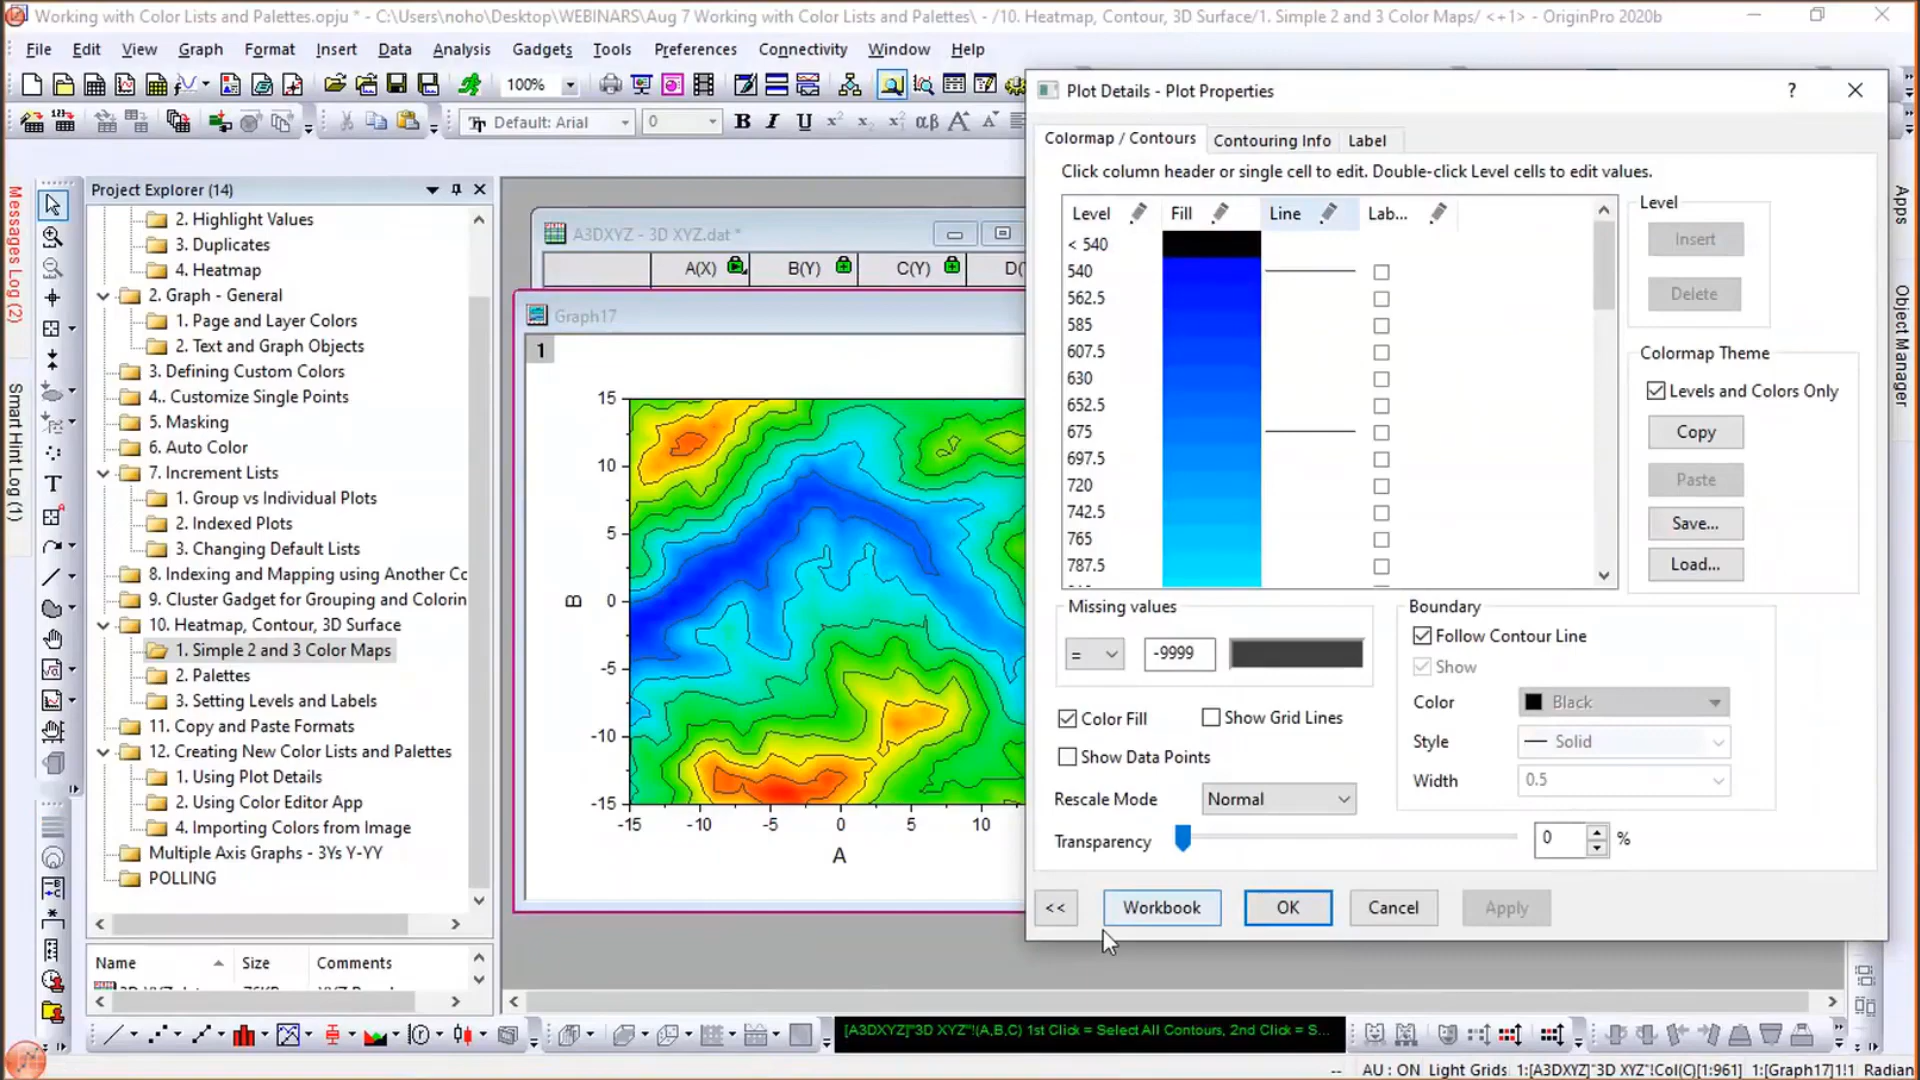 Working with Color Lists and Palettes.opju * - C:\Users\noho\Desktop\WEBINARS\Aug 7 Working with Color Lists and Palettes\ - /10. Heatmap, Contour, 3D Surface/1. Simple 2 and 3 Color Maps/ <+1> - OriginPro 2020b
File Edit View Graph Format Insert Data Analysis Gadgets Tools Preferences Connectivity Window Help
100%
Default: Arial 0 B I U
Messages Log (2)
Smart Hint Log (1)
Project Explorer (14)
2. Highlight Values
3. Duplicates
4. Heatmap
2. Graph - General
1. Page and Layer Colors
2. Text and Graph Objects
3. Defining Custom Colors
4.. Customize Single Points
5. Masking
6. Auto Color
7. Increment Lists
1. Group vs Individual Plots
2. Indexed Plots
3. Changing Default Lists
8. Indexing and Mapping using Another Co
9. Cluster Gadget for Grouping and Colorin
10. Heatmap, Contour, 3D Surface
1. Simple 2 and 3 Color Maps
2. Palettes
3. Setting Levels and Labels
11. Copy and Paste Formats
12. Creating New Color Lists and Palettes
1. Using Plot Details
2. Using Color Editor App
4. Importing Colors from Image
Multiple Axis Graphs - 3Ys Y-YY
POLLING
Name Size Comments
A3DXYZ - 3D XYZ.dat *
A(X) B(Y) C(Y)
Graph17
1
15
10
5
0
-5
-10
-15
-15 -10 -5 0 5 10
A
B
Plot Details - Plot Properties
Colormap / Contours Contouring Info Label
Click column header or single cell to edit. Double-click Level cells to edit values.
Level Fill Line Lab...
< 540
540
562.5
585
607.5
630
652.5
675
697.5
720
742.5
765
787.5
Level
Insert
Delete
Colormap Theme
Levels and Colors Only
Copy
Paste
Save...
Load...
Missing values
= -9999
Color Fill Show Grid Lines
Show Data Points
Rescale Mode Normal
Transparency 0 %
Boundary
Follow Contour Line
Show
Color Black
Style Solid
Width 0.5
<< Workbook OK Cancel Apply
Apps
Object Manager
[A3DXYZ]"3D XYZ"!(A,B,C) 1st Click = Select All Contours, 2nd Click = S...
-- AU : ON Light Grids 1:[A3DXYZ]"3D XYZ"!Col(C)[1:961] 1:[Graph17]1!1 Radian